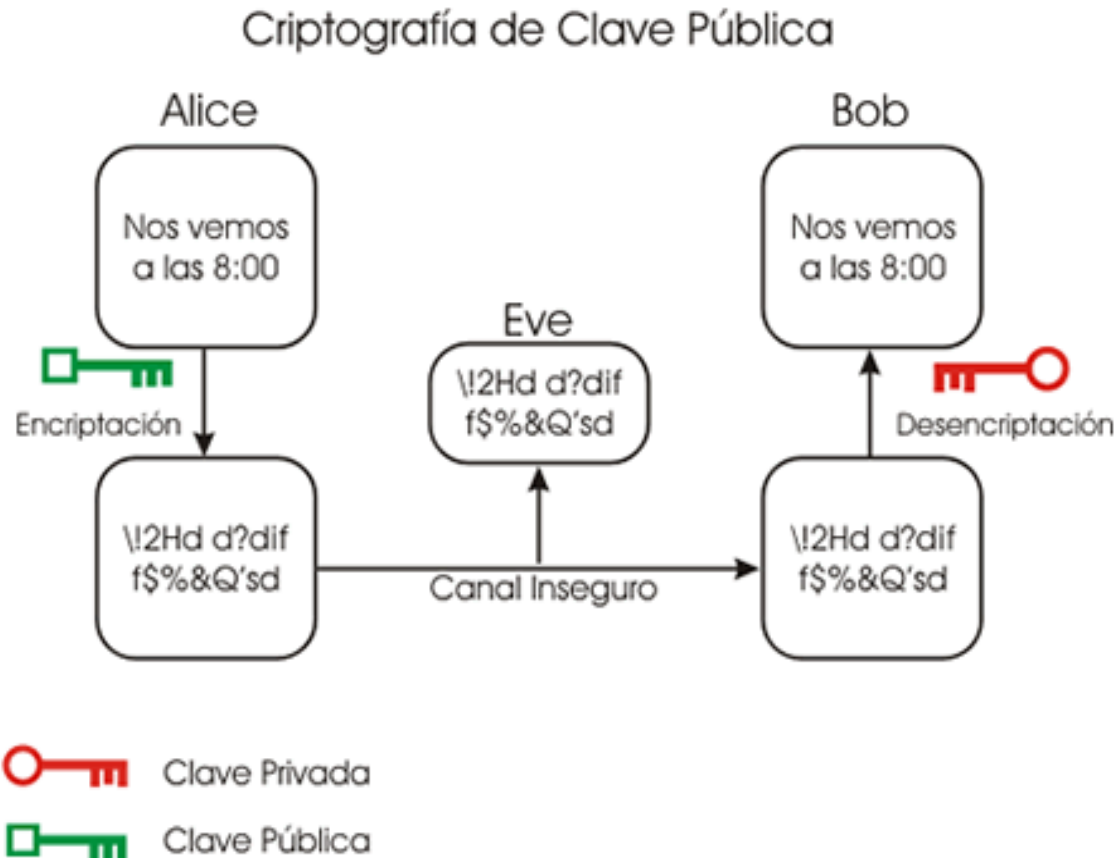 Criptografía de Clave Pública
Alice
Bob
Nos vemos
a las 8:00
Nos vemos
a las 8:00
Eve
\!2Hd d?dif
f$%&Q'sd
Encriptación
Desencriptación
\!2Hd d?dif
f$%&Q'sd
\!2Hd d?dif
f$%&Q'sd
Canal Inseguro
Clave Privada
Clave Pública